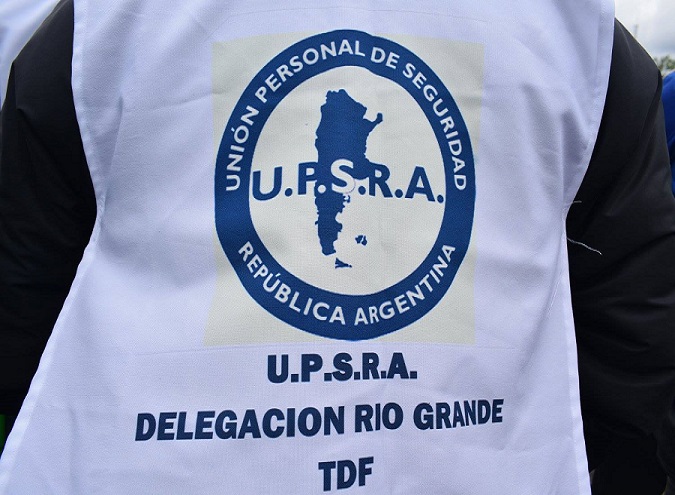 UNIÓN PERSONAL DE SEGURIDAD
U.P.S.R.A.
REPÚBLICA ARGENTINA
U.P.S.R.A.
DELEGACION RIO GRANDE
TDF